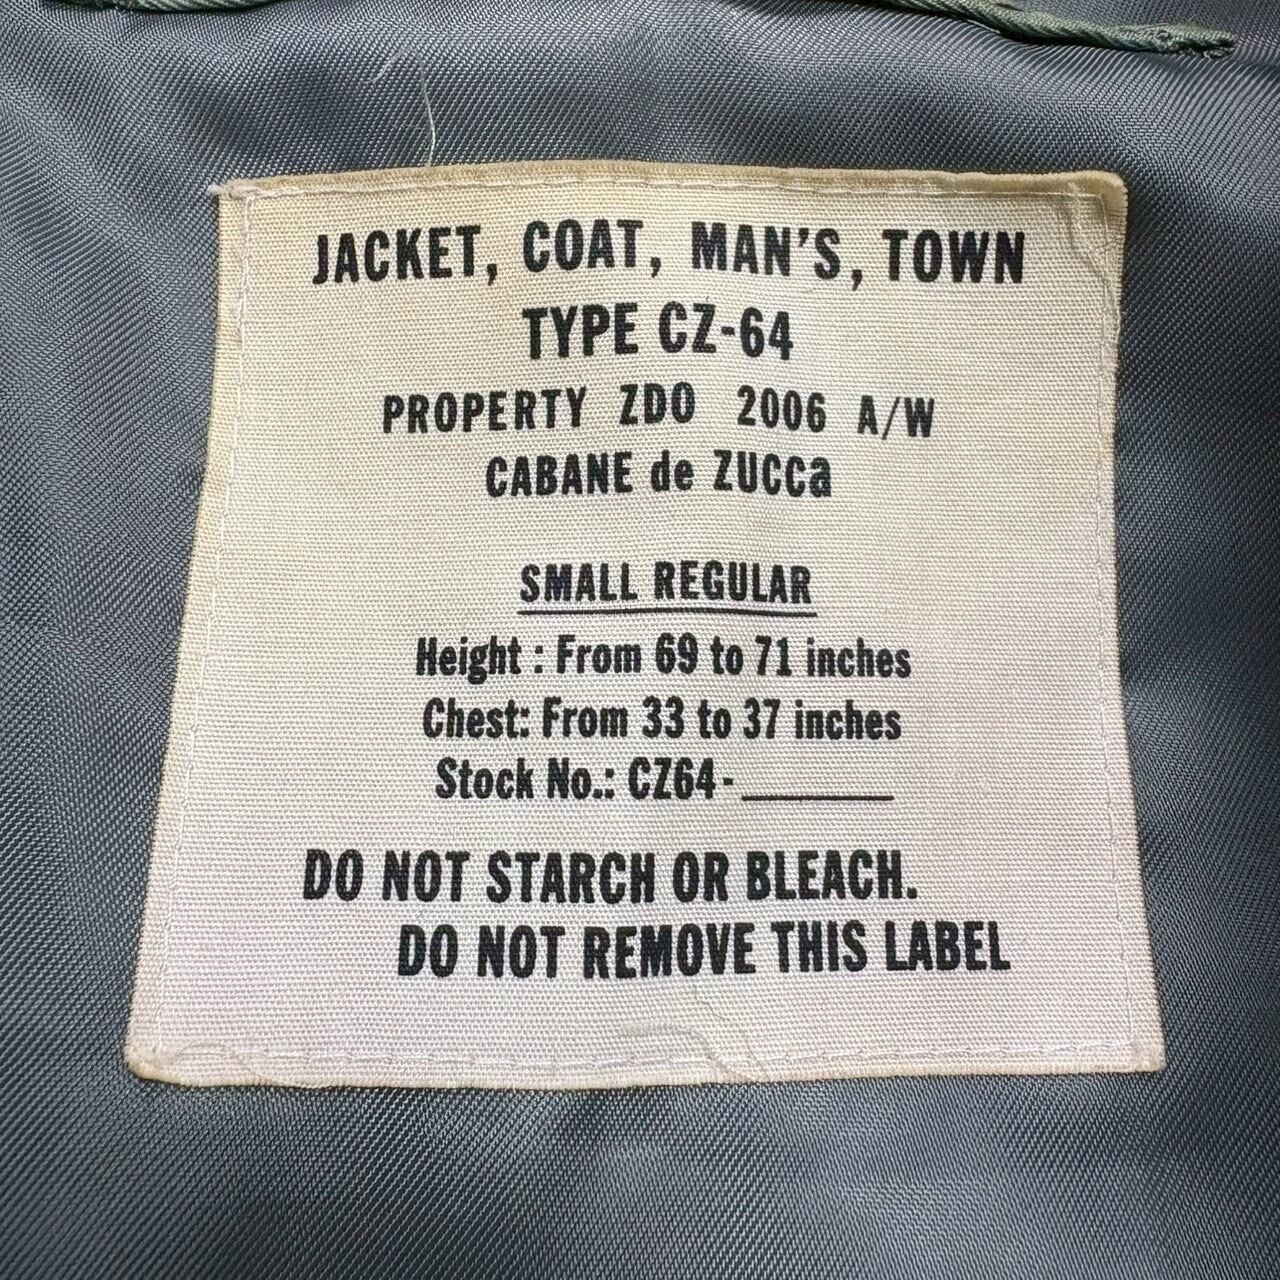 JACKET, COAT, MAN'S, TOWN
TYPE CZ-64
PROPERTY ZDO 2006 A/W
CABANE de ZUCCa
SMALL REGULAR
Height : From 69 to 71 inches
Chest: From 33 to 37 inches
Stock No.: CZ64-________
DO NOT STARCH OR BLEACH.
DO NOT REMOVE THIS LABEL